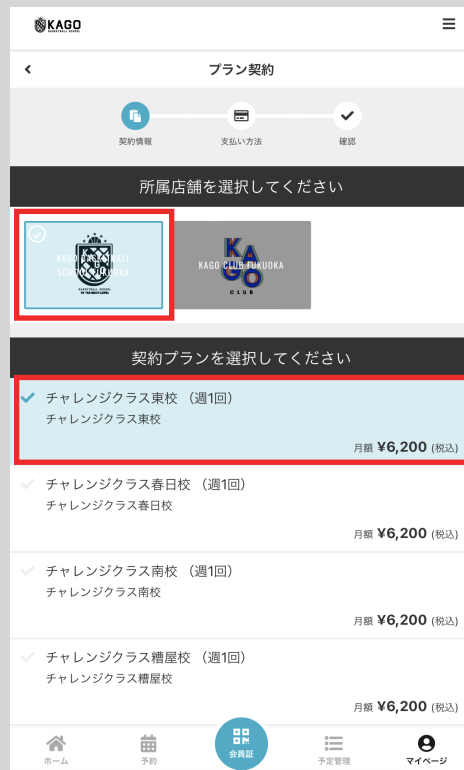 KAGO
BASKETBALL SCHOOL
プラン契約
契約情報
支払い方法
確認
所属店舗を選択してください
KAGO BASKETBALL
SCHOOL FUKUOKA
BASKETBALL SCHOOL
TO THE NEXT LEVEL
KAGO
KAGO CLUB FUKUOKA
CLUB
契約プランを選択してください
チャレンジクラス東校 （週1回）
チャレンジクラス東校
月額 ¥6,200 (税込)
チャレンジクラス春日校 （週1回）
チャレンジクラス春日校
月額 ¥6,200 (税込)
チャレンジクラス南校 （週1回）
チャレンジクラス南校
月額 ¥6,200 (税込)
チャレンジクラス糟屋校 （週1回）
チャレンジクラス糟屋校
月額 ¥6,200 (税込)
ホーム
予約
会員証
予定管理
マイページ